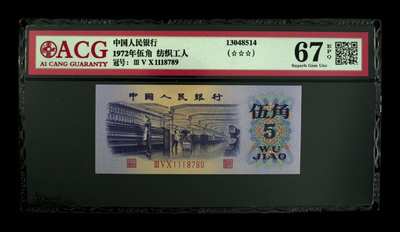 ACG
AI CANG GUARANTY
中国人民银行
1972年伍角 纺织工人
冠号: Ⅲ V X 1118789
13048514
(☆☆☆)
67 EPQ
Superb Gem Unc
中国人民银行
伍角
5
WU
JIAO
Ⅲ V X 1118789